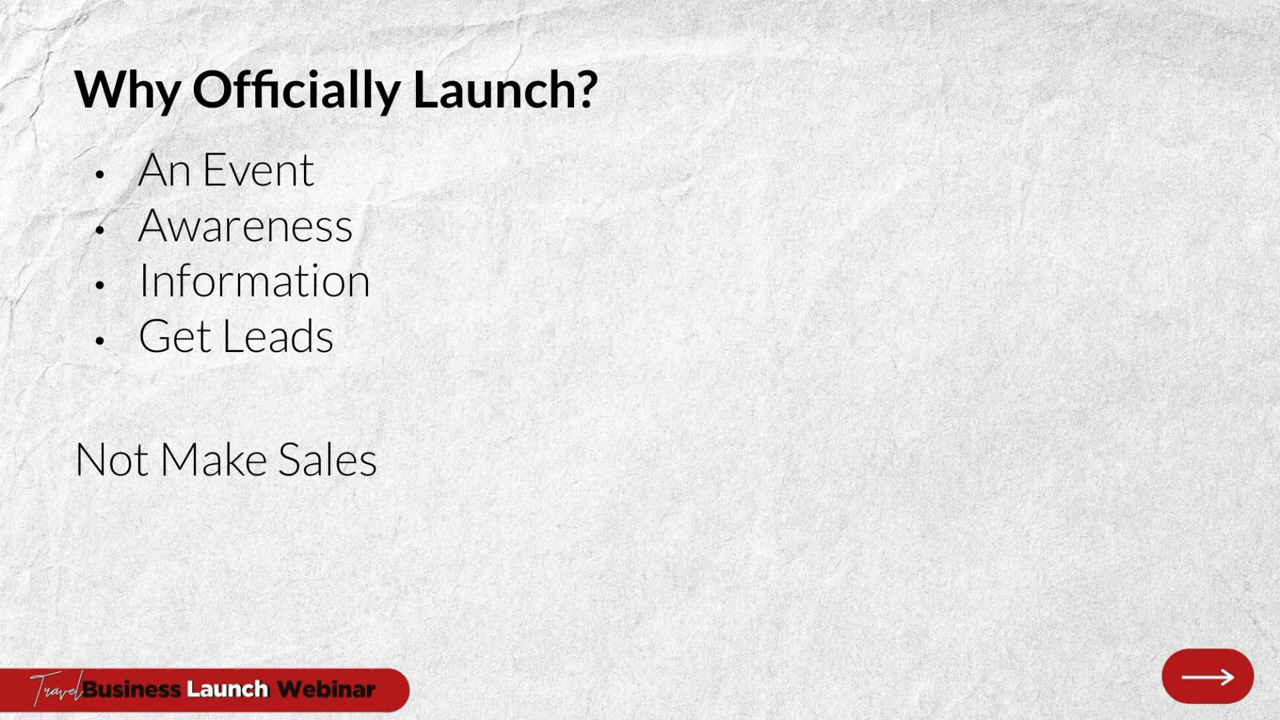 Why Officially Launch?
• An Event
• Awareness
• Information
• Get Leads
Not Make Sales
Travel Business Launch Webinar